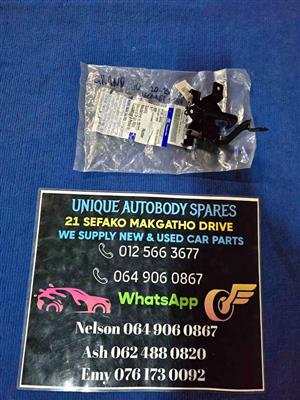 UNIQUE AUTOBODY SPARES
21 SEFAKO MAKGATHO DRIVE
WE SUPPLY NEW & USED CAR PARTS
012 566 3677
064 906 0867
WhatsApp
Nelson 064 906 0867
Ash 062 488 0820
Emy 076 173 0092